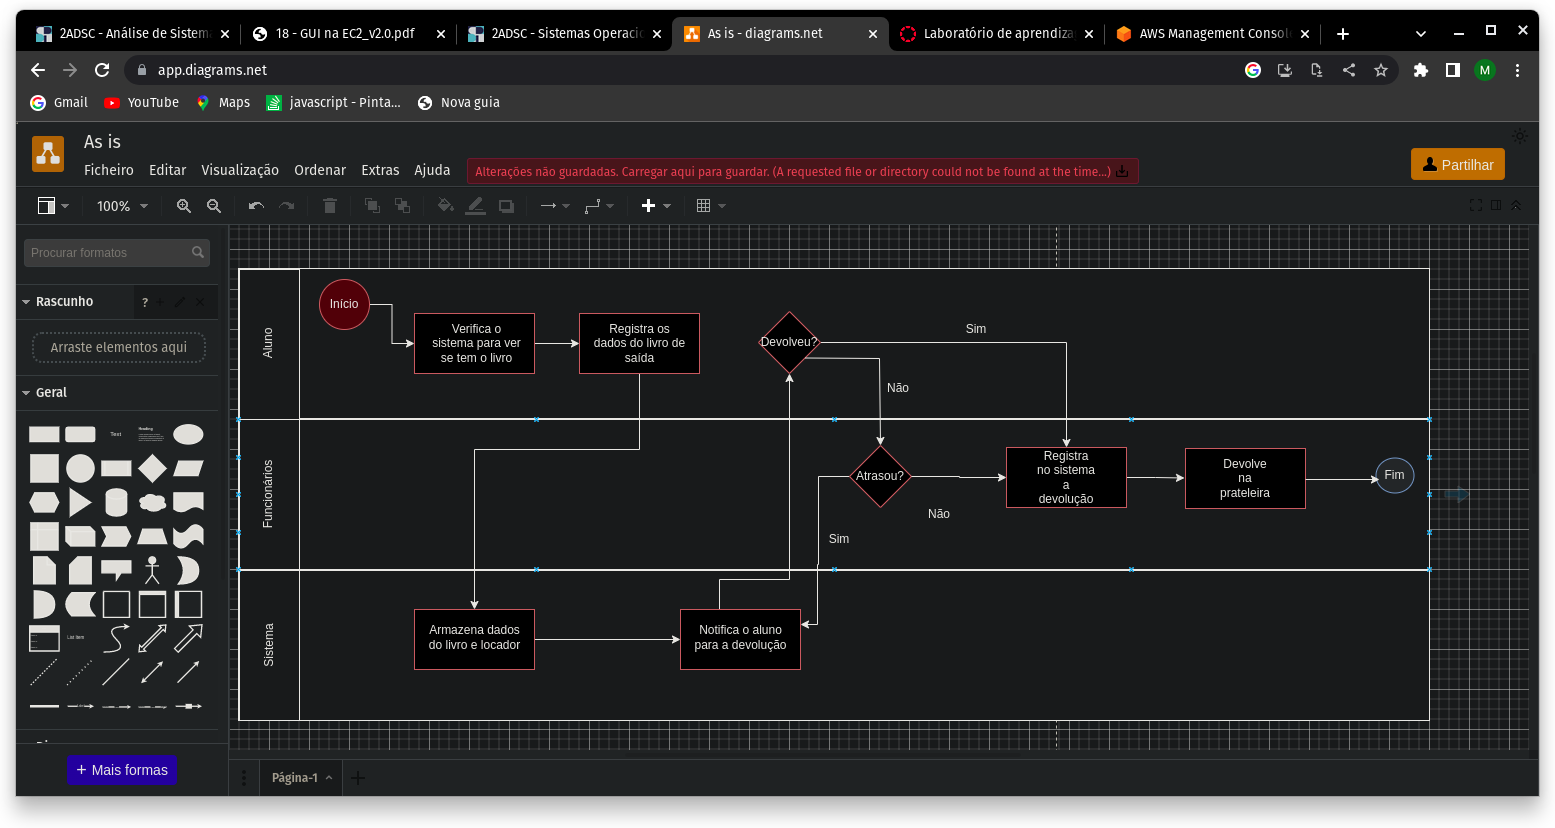 2ADSC - Análise de Sistem
18 - GUI na EC2_v2.0.pdf
2ADSC - Sistemas Operaci
As is - diagrams.net
Laboratório de aprendiza
AWS Management Consol
app.diagrams.net
M
Gmail
YouTube
Maps
javascript - Pinta...
Nova guia
As is
Ficheiro
Editar
Visualização
Ordenar
Extras
Ajuda
Alterações não guardadas. Carregar aqui para guardar. (A requested file or directory could not be found at the time...)
Partilhar
100%
Procurar formatos
Rascunho
?
Arraste elementos aqui
Geral
Text
Heading
List Item
+ Mais formas
Aluno
Início
Verifica o
sistema para ver
se tem o livro
Registra os
dados do livro de
saída
Devolveu?
Sim
Não
Funcionários
Atrasou?
Não
Sim
Registra
no sistema
a
devolução
Devolve
na
prateleira
Fim
Sistema
Armazena dados
do livro e locador
Notifica o aluno
para a devolução
Página-1